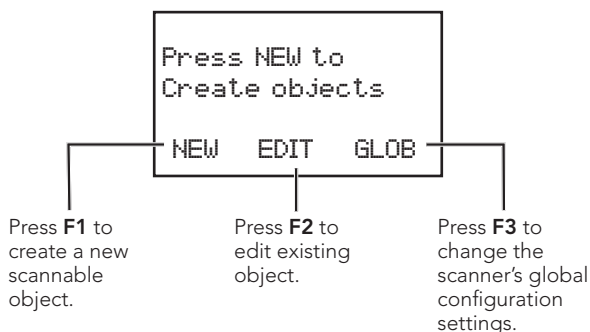 Press NEW to
Create objects
NEW EDIT GLOB
Press F1 to
create a new
scannable
object.
Press F2 to
edit existing
object.
Press F3 to
change the
scanner’s global
configuration
settings.